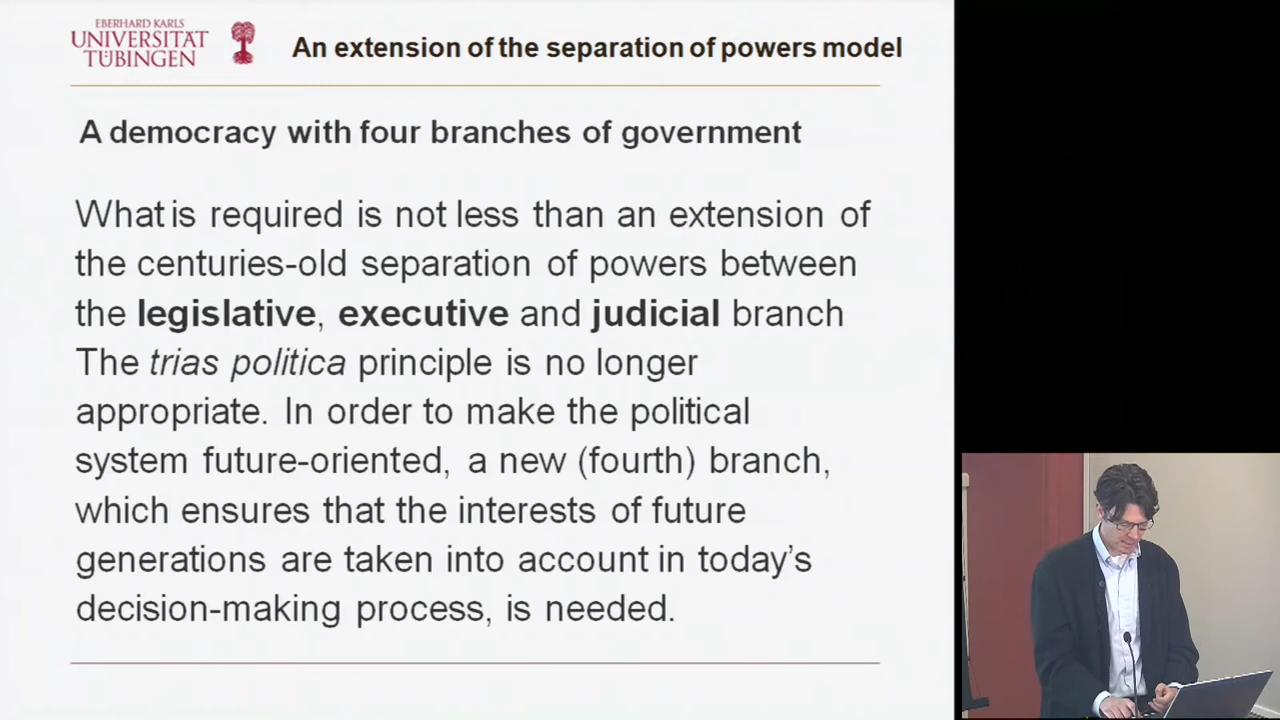 EBERHARD KARLS
UNIVERSITÄT
TÜBINGEN
An extension of the separation of powers model
A democracy with four branches of government
What is required is not less than an extension of
the centuries-old separation of powers between
the legislative, executive and judicial branch
The trias politica principle is no longer
appropriate. In order to make the political
system future-oriented, a new (fourth) branch,
which ensures that the interests of future
generations are taken into account in today's
decision-making process, is needed.